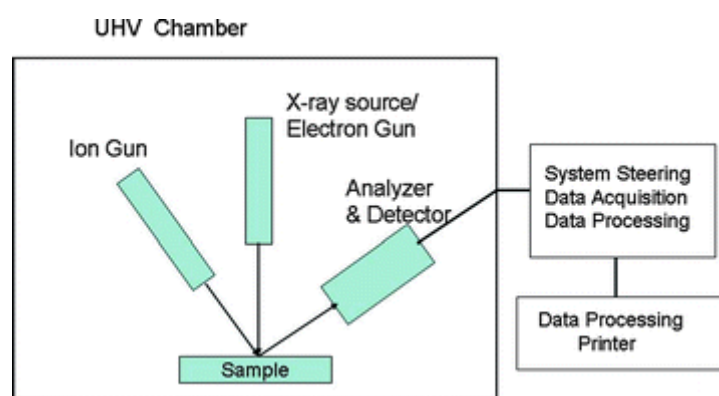 UHV Chamber
X-ray source/
Electron Gun
Ion Gun
Analyzer
& Detector
System Steering
Data Acquisition
Data Processing
Data Processing
Printer
Sample